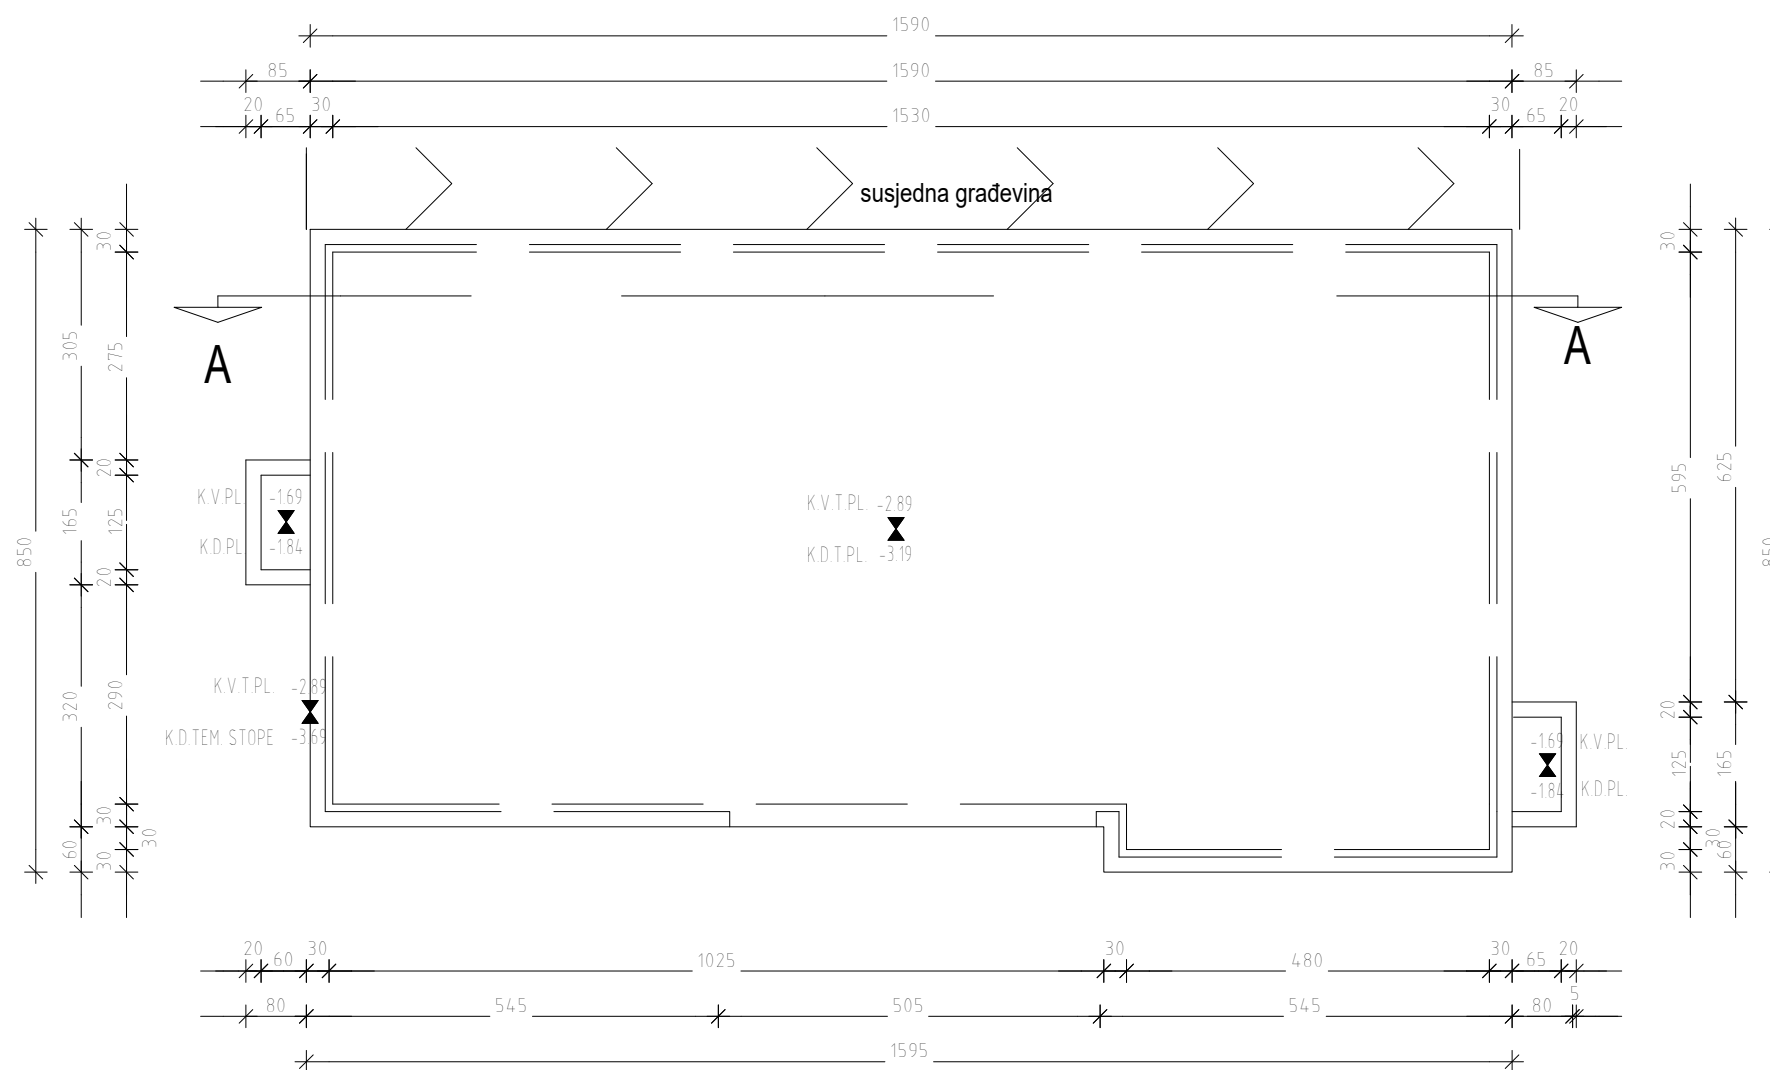 1590
85 1590 85
20 65 30 1530 30 65 20
susjedna građevina
30 30
A A
305 275
595 625
20
K.V.PL. -1.69
K.V.T.PL. -2.89
850 165 125
K.D.PL. -1.84
K.D.T.PL. -3.19
850
20
K.V.T.PL. -2.89
320 290
K.D.TEM. STOPE -3.69
20
-1.69 K.V.PL.
125 165
-1.84 K.D.PL.
30 20
60 30 30
30 30 60
20 60 30 1025 30 480 30 65 20
80 545 505 545 80 5
1595